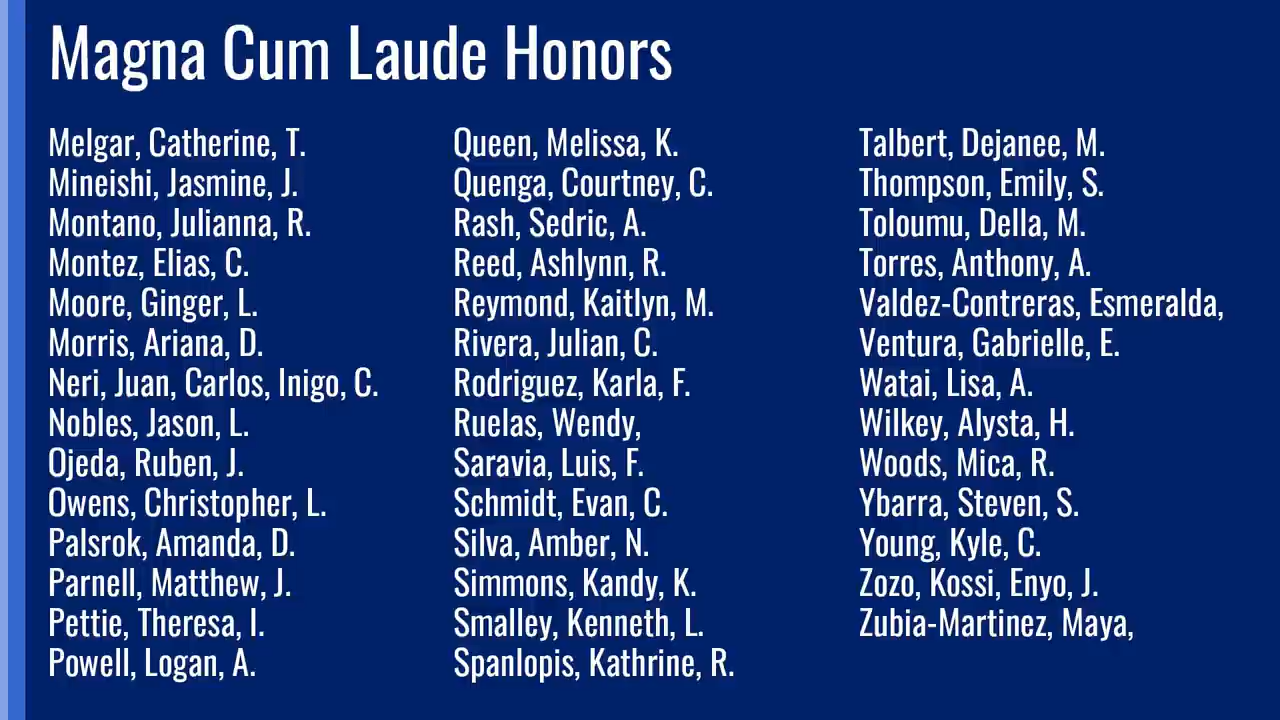 Magna Cum Laude Honors
Melgar, Catherine, T.
Mineishi, Jasmine, J.
Montano, Julianna, R.
Montez, Elias, C.
Moore, Ginger, L.
Morris, Ariana, D.
Neri, Juan, Carlos, Inigo, C.
Nobles, Jason, L.
Ojeda, Ruben, J.
Owens, Christopher, L.
Palsrok, Amanda, D.
Parnell, Matthew, J.
Pettie, Theresa, I.
Powell, Logan, A.
Queen, Melissa, K.
Quenga, Courtney, C.
Rash, Sedric, A.
Reed, Ashlynn, R.
Reymond, Kaitlyn, M.
Rivera, Julian, C.
Rodriguez, Karla, F.
Ruelas, Wendy,
Saravia, Luis, F.
Schmidt, Evan, C.
Silva, Amber, N.
Simmons, Kandy, K.
Smalley, Kenneth, L.
Spanlopis, Kathrine, R.
Talbert, Dejanee, M.
Thompson, Emily, S.
Toloumu, Della, M.
Torres, Anthony, A.
Valdez-Contreras, Esmeralda,
Ventura, Gabrielle, E.
Watai, Lisa, A.
Wilkey, Alysta, H.
Woods, Mica, R.
Ybarra, Steven, S.
Young, Kyle, C.
Zozo, Kossi, Enyo, J.
Zubia-Martinez, Maya,